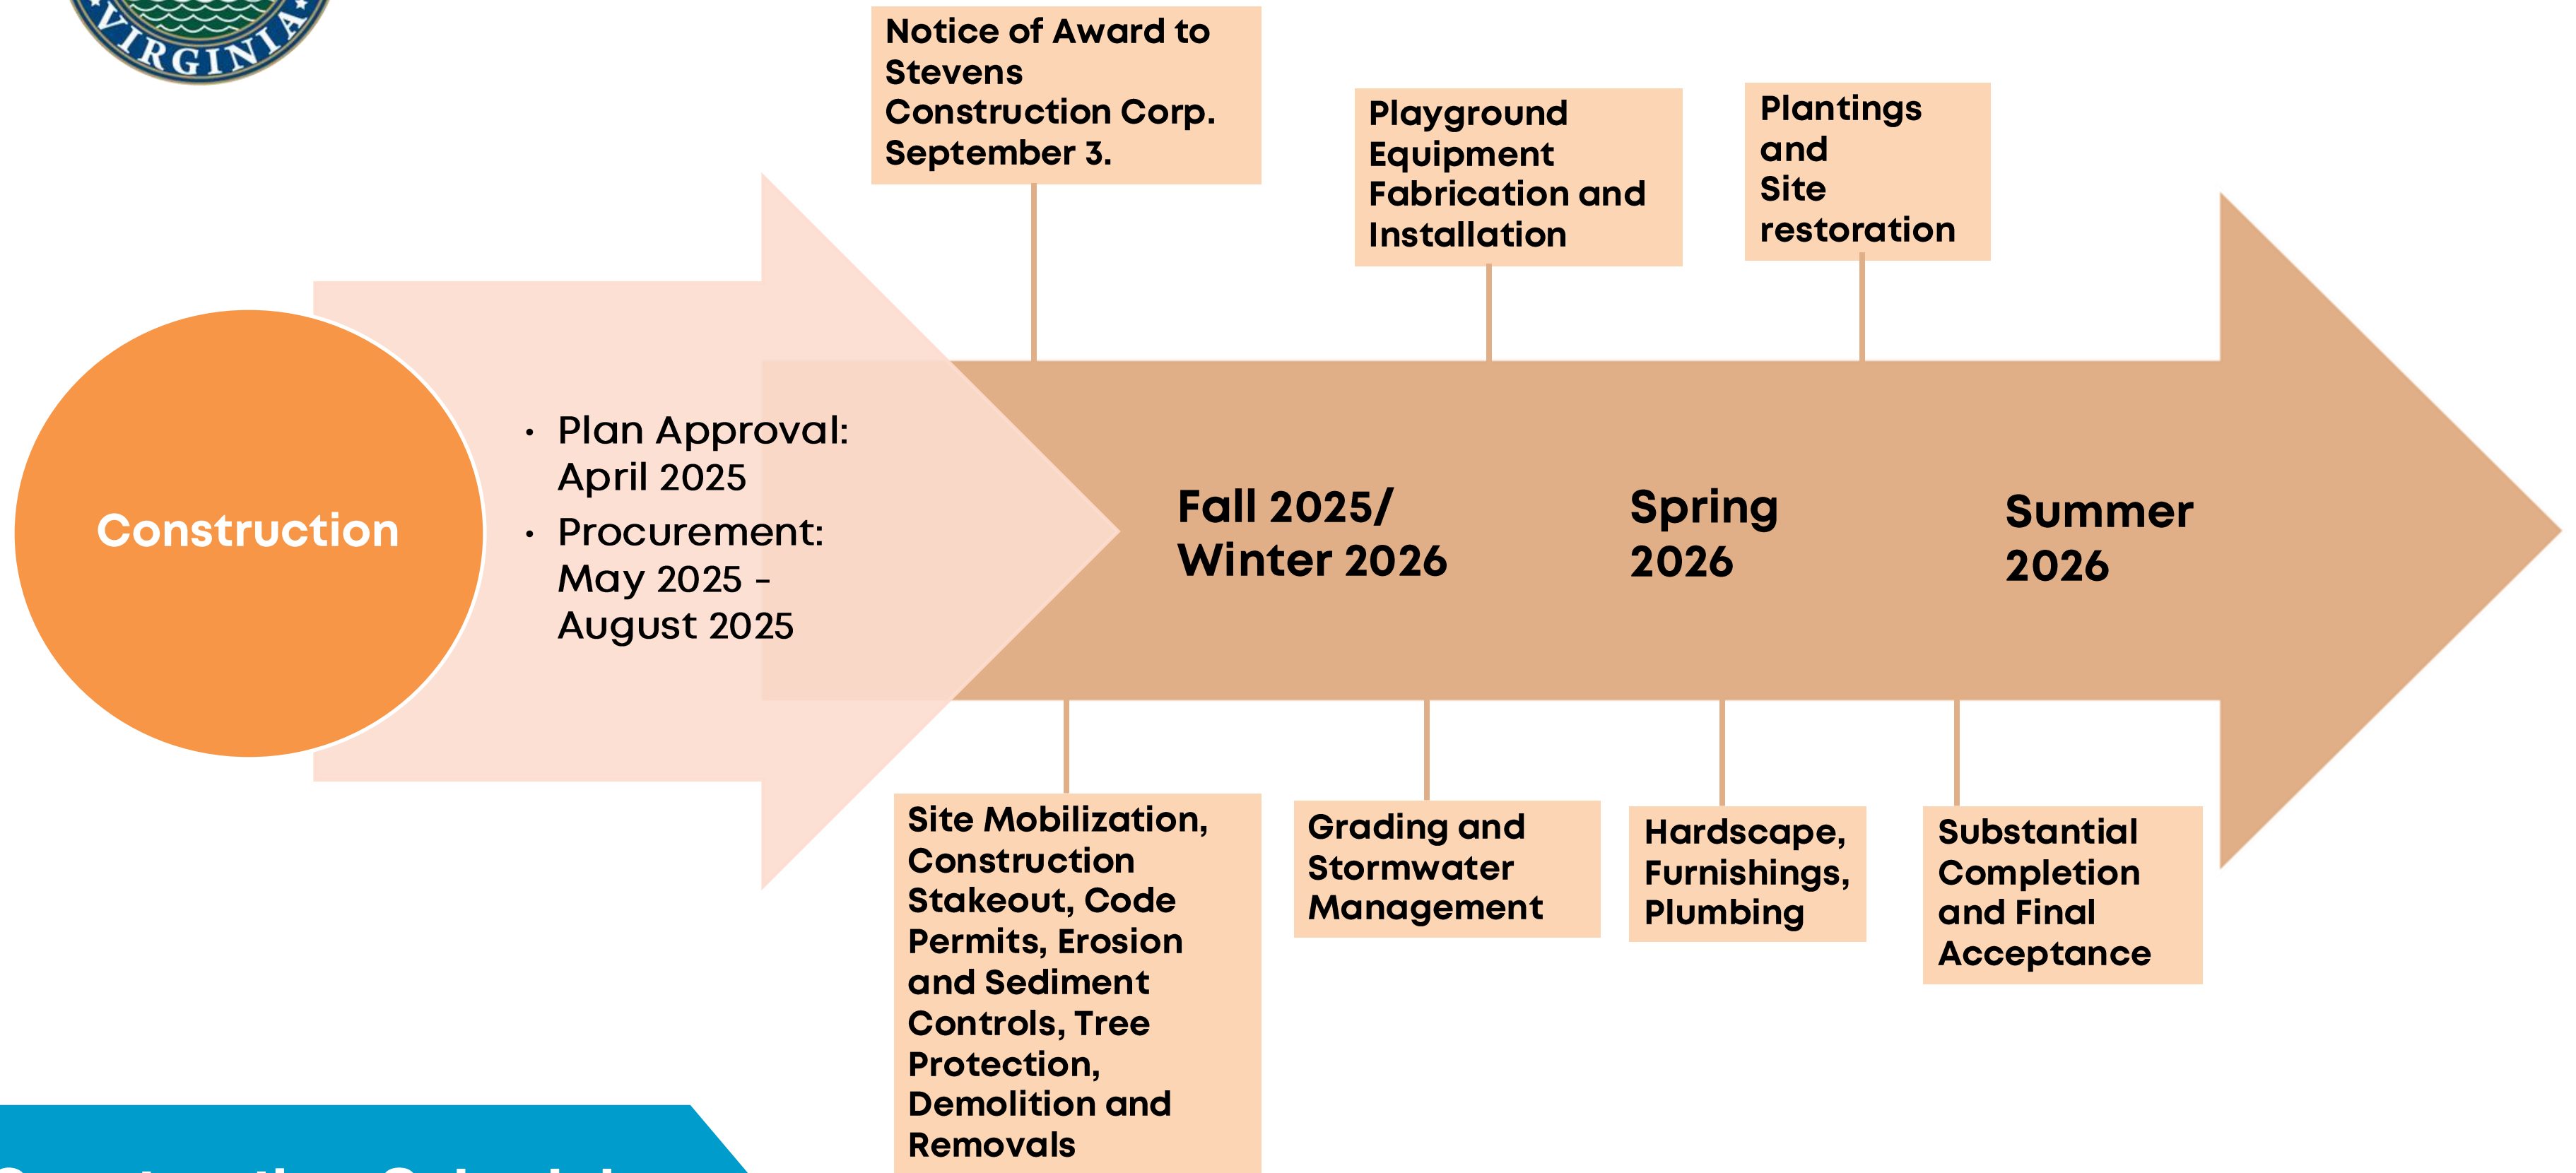 VIRGINIA
Notice of Award to
Stevens
Construction Corp.
September 3.
Playground
Equipment
Fabrication and
Installation
Plantings
and
Site
restoration
Construction
• Plan Approval:
April 2025
• Procurement:
May 2025 -
August 2025
Fall 2025/
Winter 2026
Spring
2026
Summer
2026
Site Mobilization,
Construction
Stakeout, Code
Permits, Erosion
and Sediment
Controls, Tree
Protection,
Demolition and
Removals
Grading and
Stormwater
Management
Hardscape,
Furnishings,
Plumbing
Substantial
Completion
and Final
Acceptance